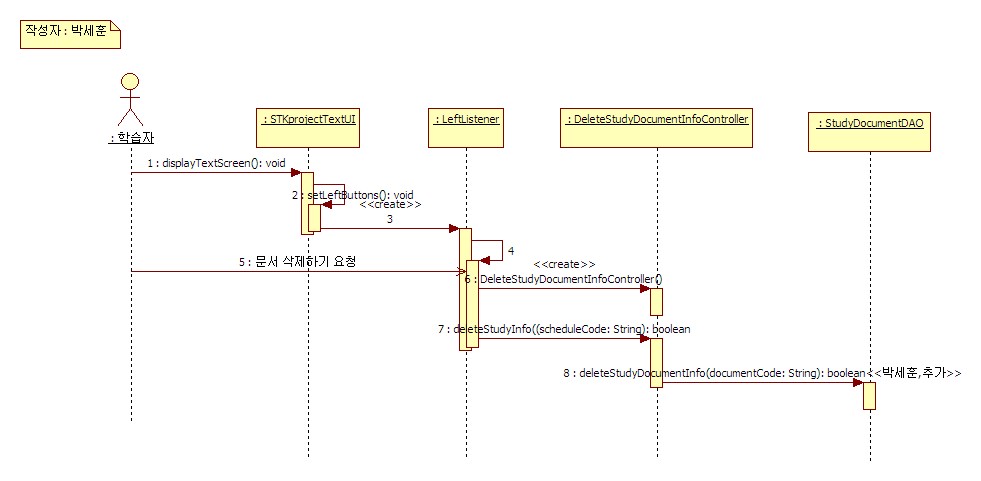 작성자 : 박세훈
: STKprojectTextUI
: LeftListener
: DeleteStudyDocumentInfoController
: StudyDocumentDAO
: 학습자
1 : displayTextScreen(): void
2 : setLeftButtons(): void
<<create>>
3
4
5 : 문서 삭제하기 요청
<<create>>
6 : DeleteStudyDocumentInfoController()
7 : deleteStudyInfo((scheduleCode: String): boolean
8 : deleteStudyDocumentInfo(documentCode: String): boolean<<박세훈,추가>>